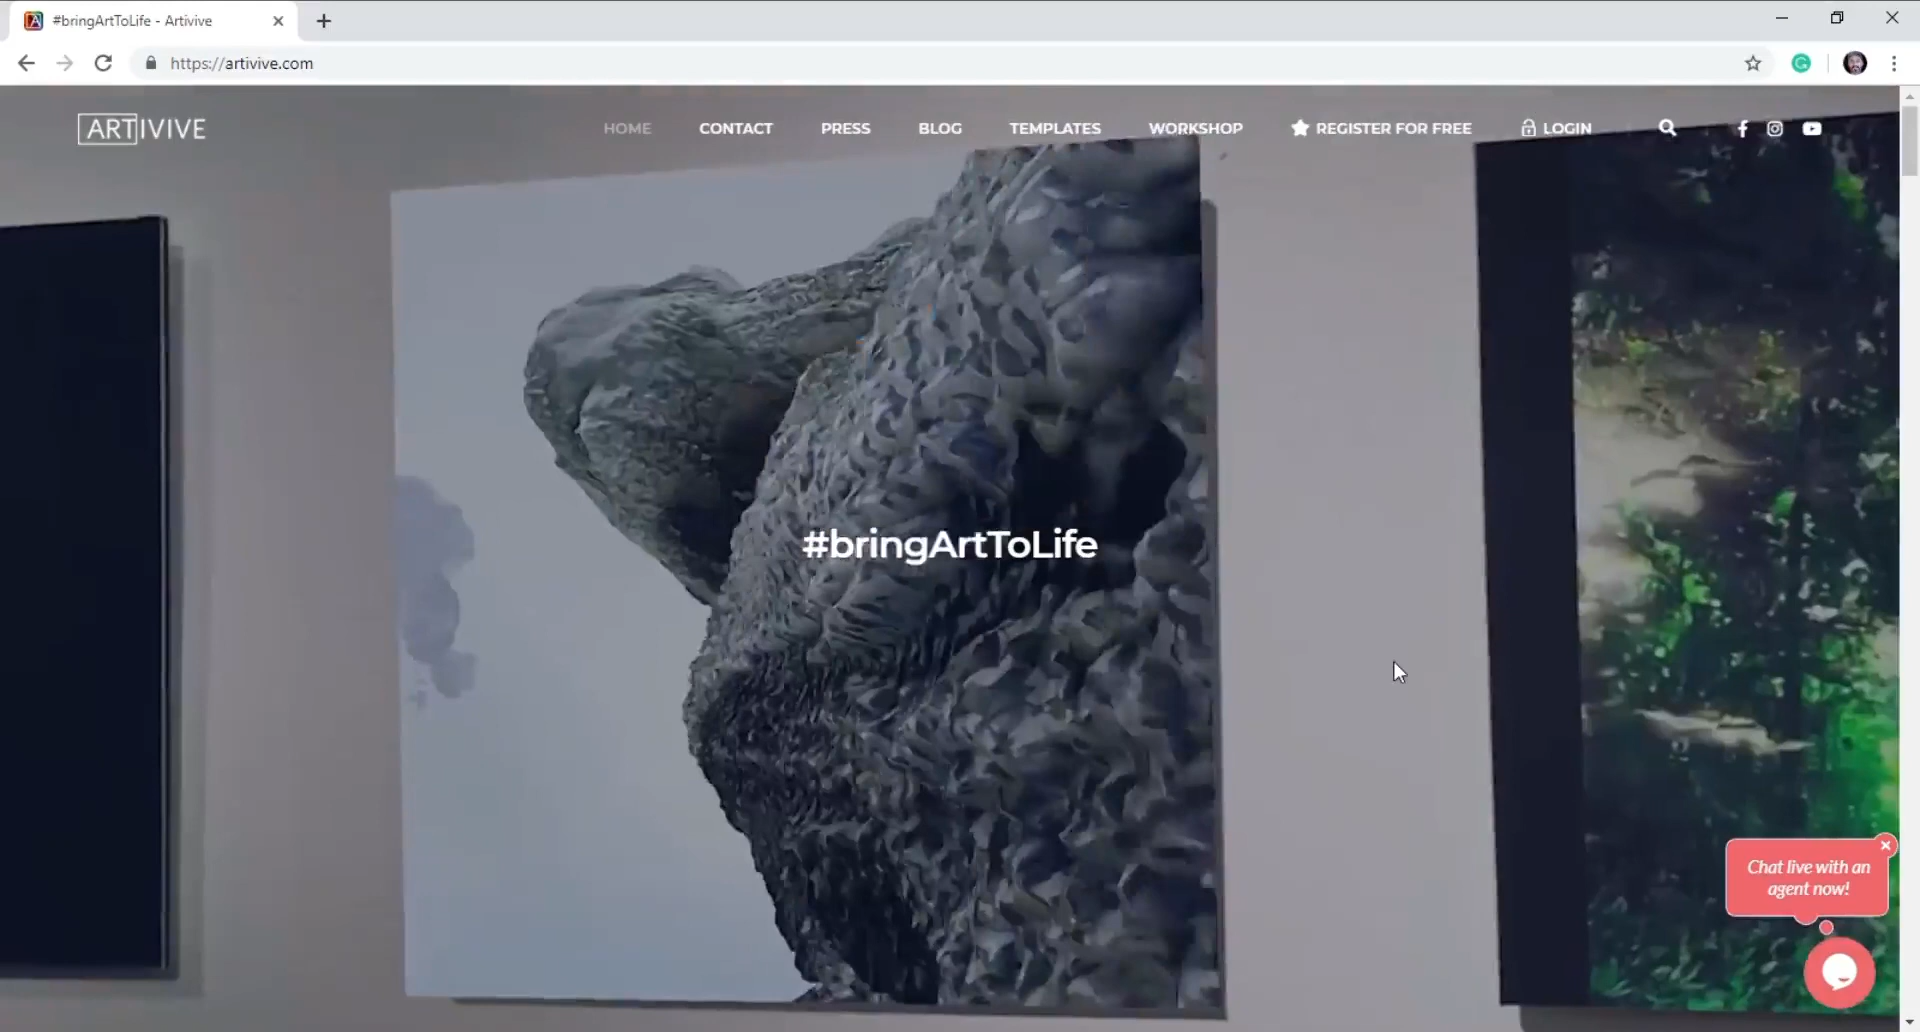 #bringArtToLife - Artivive
https://artivive.com
ARTIVIVE
HOME
CONTACT
PRESS
BLOG
TEMPLATES
WORKSHOP
REGISTER FOR FREE
LOGIN
#bringArtToLife
Chat live with an
agent now!